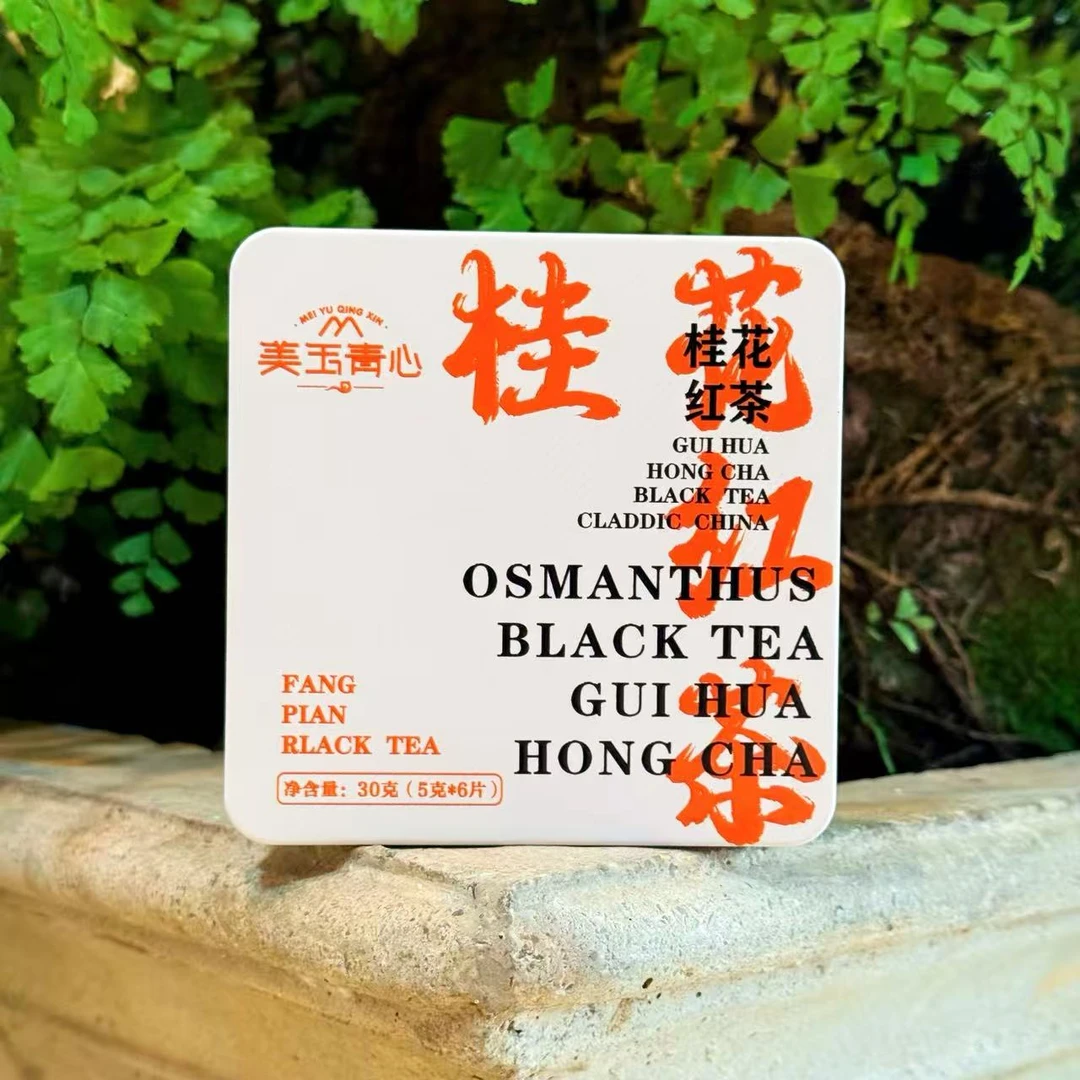 MEI YU QING XIN
美玉青心
桂花红茶
桂花
红茶
GUI HUA
HONG CHA
BLACK TEA
CLADDIC CHINA
OSMANTHUS
BLACK TEA
GUI HUA
HONG CHA
FANG
PIAN
RLACK TEA
净含量：30克（5克*6片）